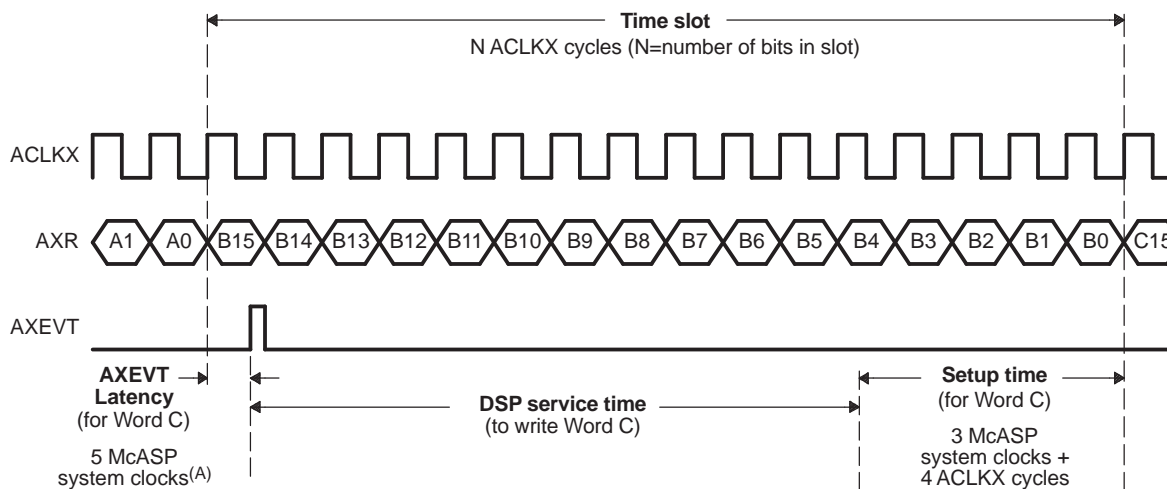 Time slot
N ACLKX cycles (N=number of bits in slot)
ACLKX
AXR A1 A0 B15 B14 B13 B12 B11 B10 B9 B8 B7 B6 B5 B4 B3 B2 B1 B0 C15
AXEVT
AXEVT
Latency
(for Word C)
5 McASP
system clocks(A)
DSP service time
(to write Word C)
Setup time
(for Word C)
3 McASP
system clocks +
4 ACLKX cycles